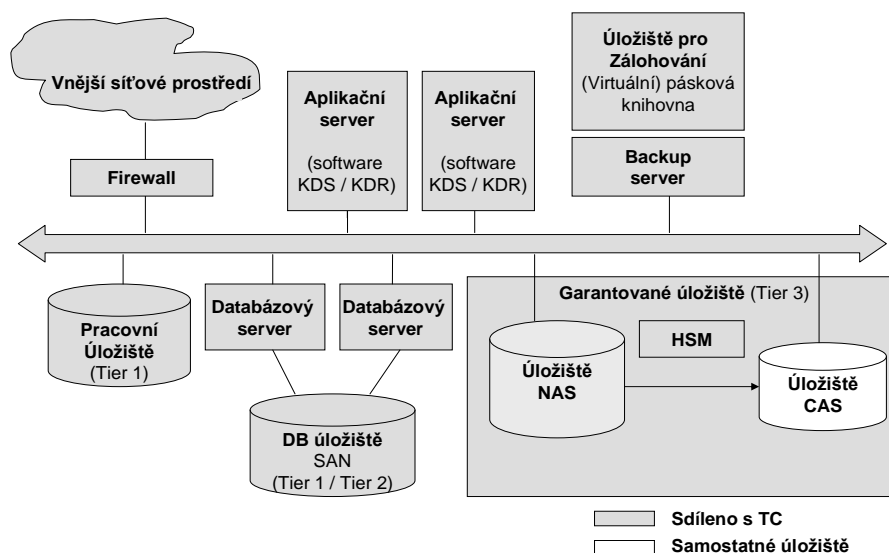 Vnější síťové prostředí
Firewall
Aplikační
server
(software
KDS / KDR)
Aplikační
server
(software
KDS / KDR)
Úložiště pro
Zálohování
(Virtuální) pásková
knihovna
Backup
server
Pracovní
Úložiště
(Tier 1)
Databázový
server
Databázový
server
DB úložiště
SAN
(Tier 1 / Tier 2)
Garantované úložiště (Tier 3)
Úložiště
NAS
HSM
Úložiště
CAS
Sdíleno s TC
Samostatné úložiště